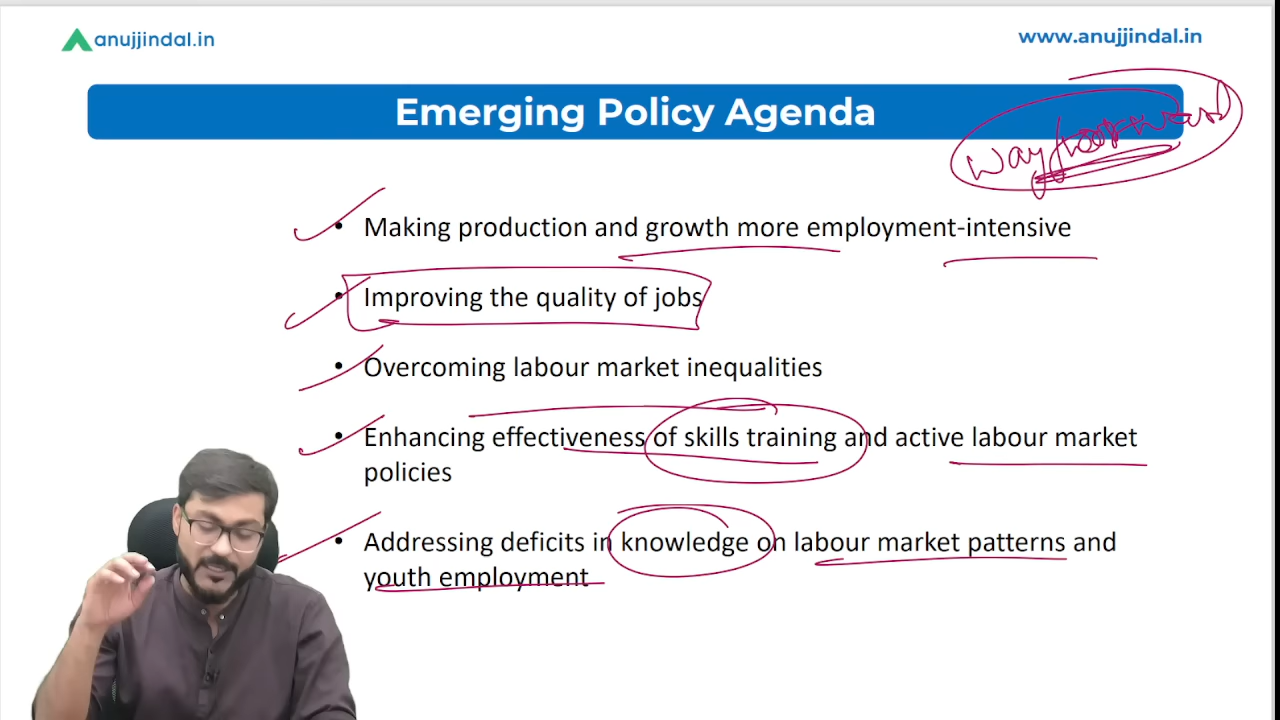 anujjindal.in
www.anujjindal.in
Emerging Policy Agenda
way forward
• Making production and growth more employment-intensive
• Improving the quality of jobs
• Overcoming labour market inequalities
• Enhancing effectiveness of skills training and active labour market
policies
• Addressing deficits in knowledge on labour market patterns and
youth employment